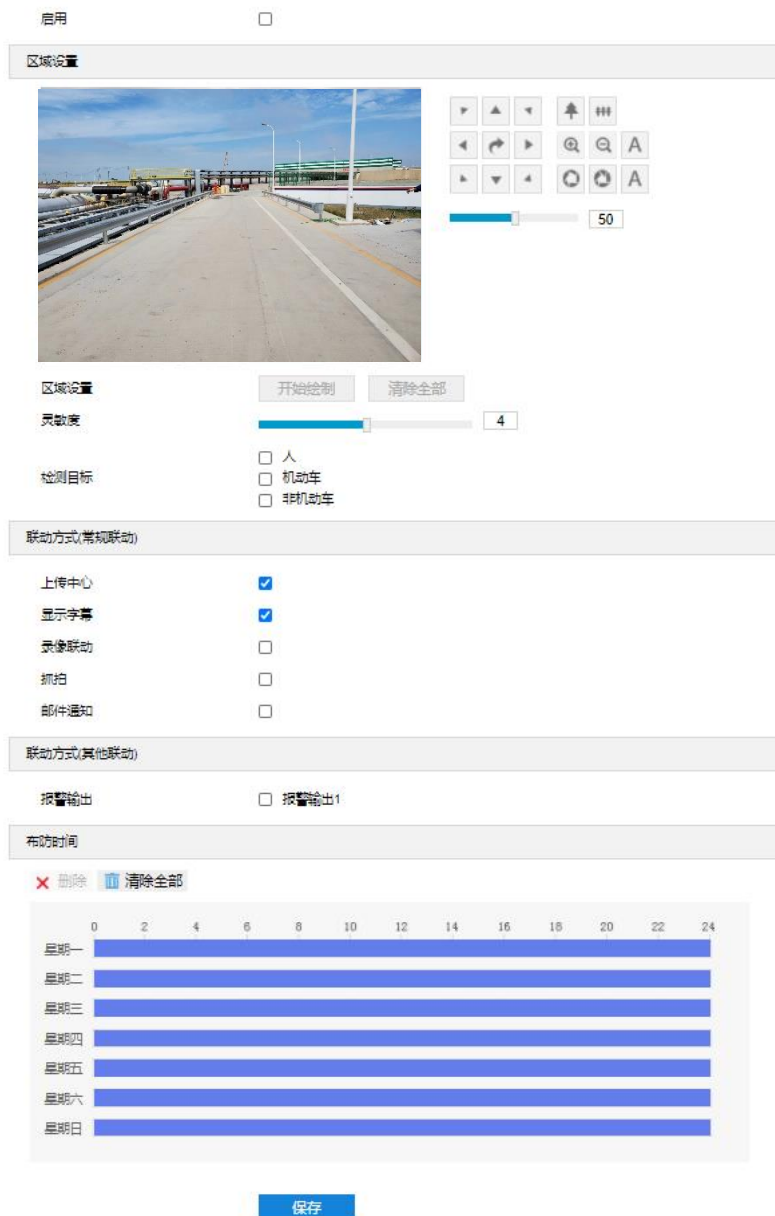 启用
区域设置
A
A
50
区域设置 开始绘制 清除全部
灵敏度 4
人
检测目标 机动车
非机动车
联动方式(常规联动)
上传中心
显示字幕
录像联动
抓拍
邮件通知
联动方式(其他联动)
报警输出 报警输出1
布防时间
删除 清除全部
0 2 4 6 8 10 12 14 16 18 20 22 24
星期一
星期二
星期三
星期四
星期五
星期六
星期日
保存